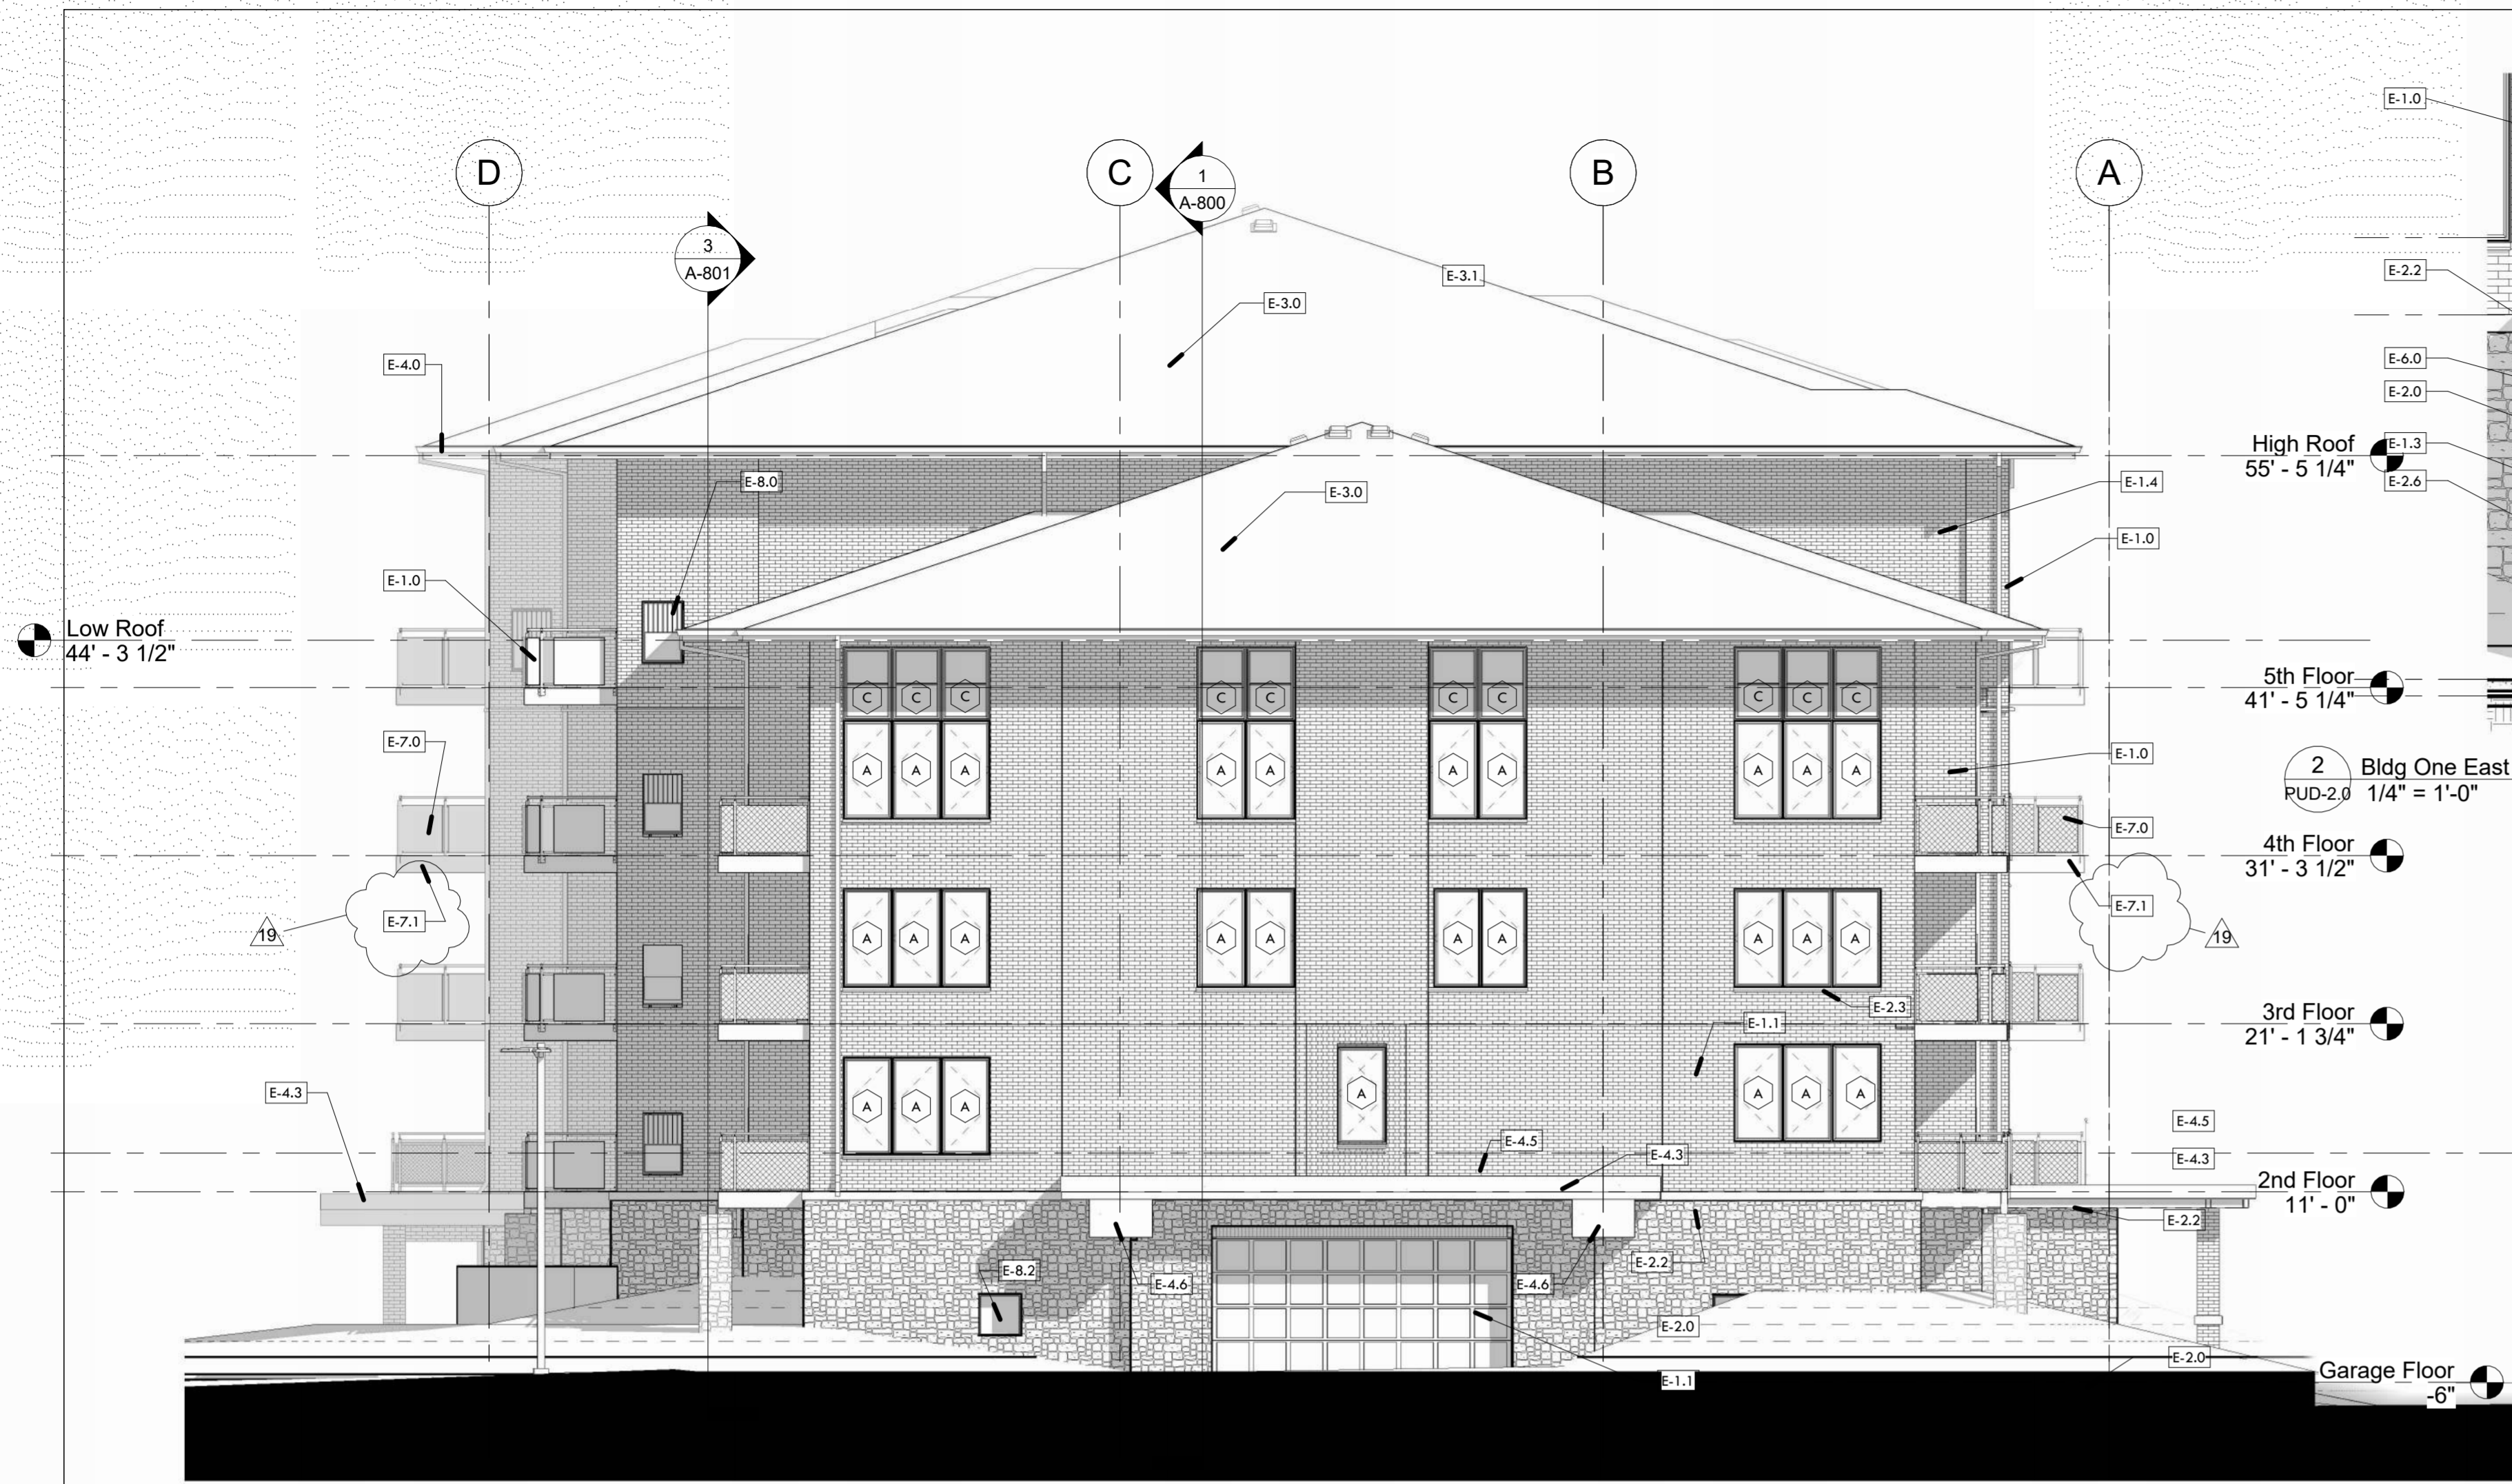 E-1.0
D
C
1
A-800
B
A
3
A-801
E-2.2
E-3.1
E-3.0
E-4.0
E-6.0
E-2.0
High Roof
55' - 5 1/4"
E-1.3
E-8.0
E-3.0
E-1.4
E-2.6
E-1.0
E-1.0
Low Roof
44' - 3 1/2"
5th Floor
41' - 5 1/4"
C C C C C C C C C C
E-7.0
E-1.0
A A A A A A A A A A
2
PUD-2.0
Bldg One East
1/4" = 1'-0"
E-7.0
4th Floor
31' - 3 1/2"
E-7.1
19
E-7.1
19
A A A A A A A A A A
E-2.3
3rd Floor
21' - 1 3/4"
E-1.1
E-4.3
A A A A A A A
E-4.5
E-4.5
E-4.3
E-4.3
2nd Floor
11' - 0"
E-2.2
E-8.2
E-4.6
E-4.6
E-2.2
E-2.0
E-2.0
E-1.1
Garage Floor
-6"